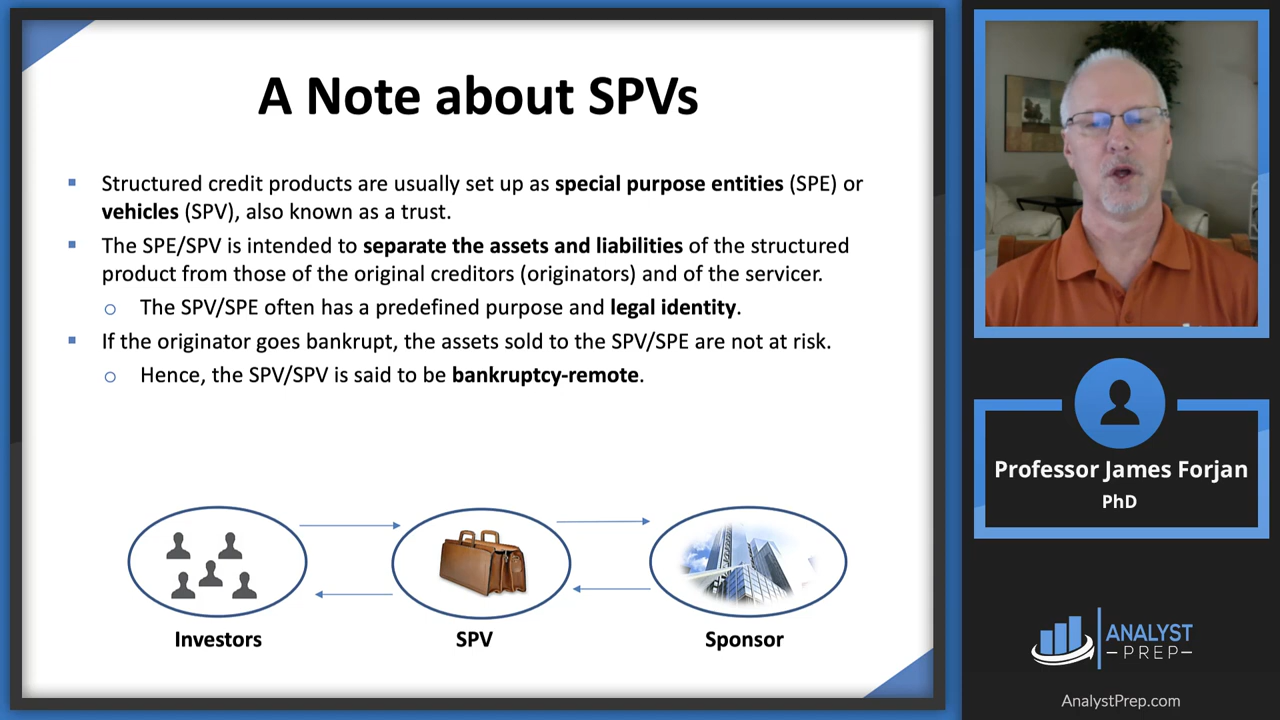 A Note about SPVs
▪ Structured credit products are usually set up as special purpose entities (SPE) or
vehicles (SPV), also known as a trust.
▪ The SPE/SPV is intended to separate the assets and liabilities of the structured
product from those of the original creditors (originators) and of the servicer.
o The SPV/SPE often has a predefined purpose and legal identity.
▪ If the originator goes bankrupt, the assets sold to the SPV/SPE are not at risk.
o Hence, the SPV/SPV is said to be bankruptcy-remote.
Investors
SPV
Sponsor
Professor James Forjan
PhD
ANALYST
PREP
AnalystPrep.com